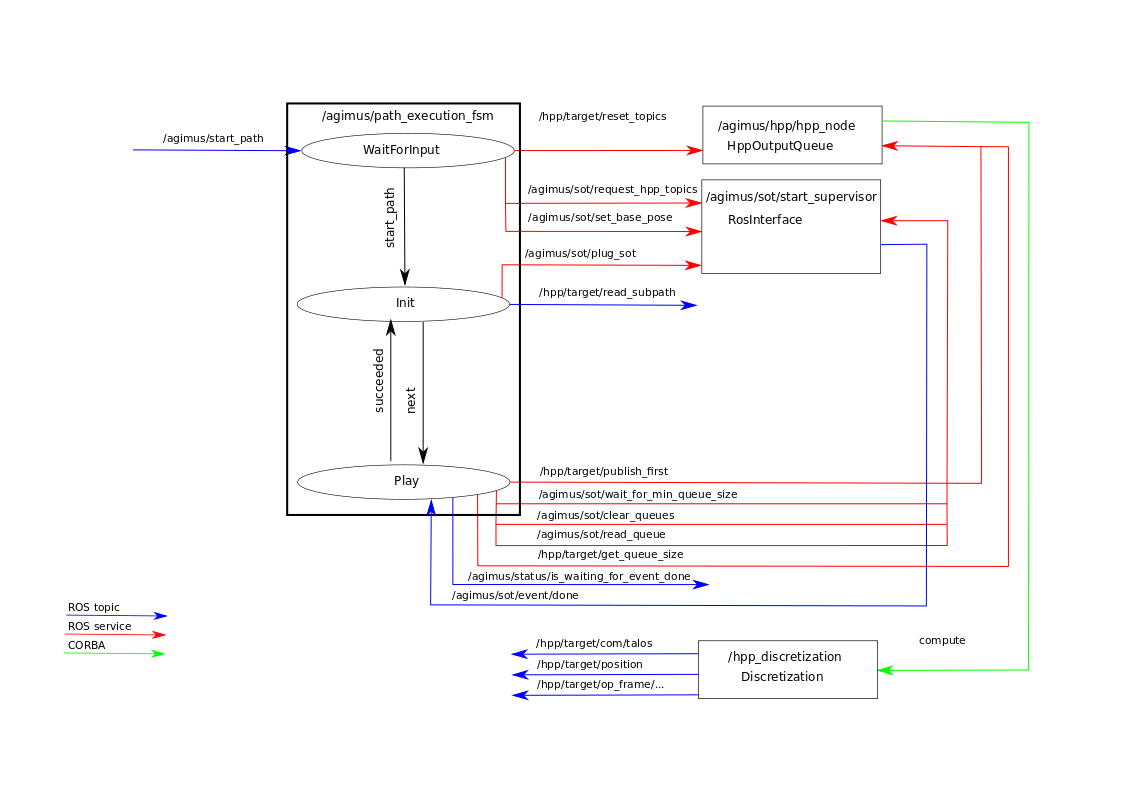 /agimus/path_execution_fsm
/hpp/target/reset_topics
/agimus/hpp/hpp_node
HppOutputQueue
/agimus/start_path
WaitForInput
/agimus/sot/request_hpp_topics
/agimus/sot/start_supervisor
RosInterface
/agimus/sot/set_base_pose
start_path
/agimus/sot/plug_sot
/hpp/target/read_subpath
Init
succeeded
next
/hpp/target/publish_first
Play
/agimus/sot/wait_for_min_queue_size
/agimus/sot/clear_queues
/agimus/sot/read_queue
/hpp/target/get_queue_size
/agimus/status/is_waiting_for_event_done
/agimus/sot/event/done
ROS topic
ROS service
CORBA
/hpp/target/com/talos
/hpp/target/position
/hpp/target/op_frame/...
/hpp_discretization
Discretization
compute